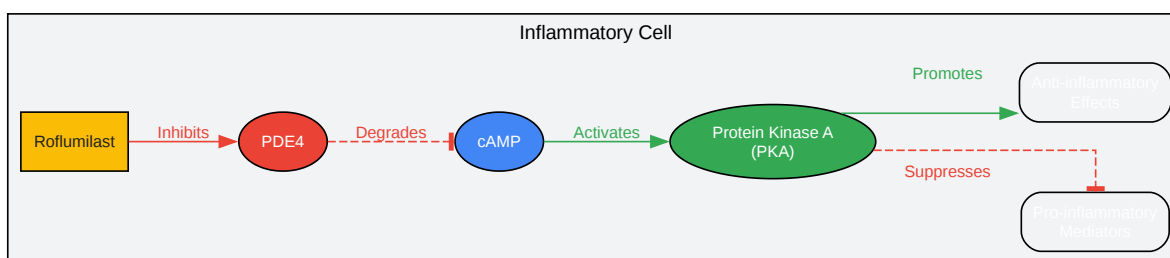 Inflammatory Cell
Promotes
Anti-inflammatory
Effects
Roflumilast
Inhibits
PDE4
Degrades
cAMP
Activates
Protein Kinase A
(PKA)
Suppresses
Pro-inflammatory
Mediators